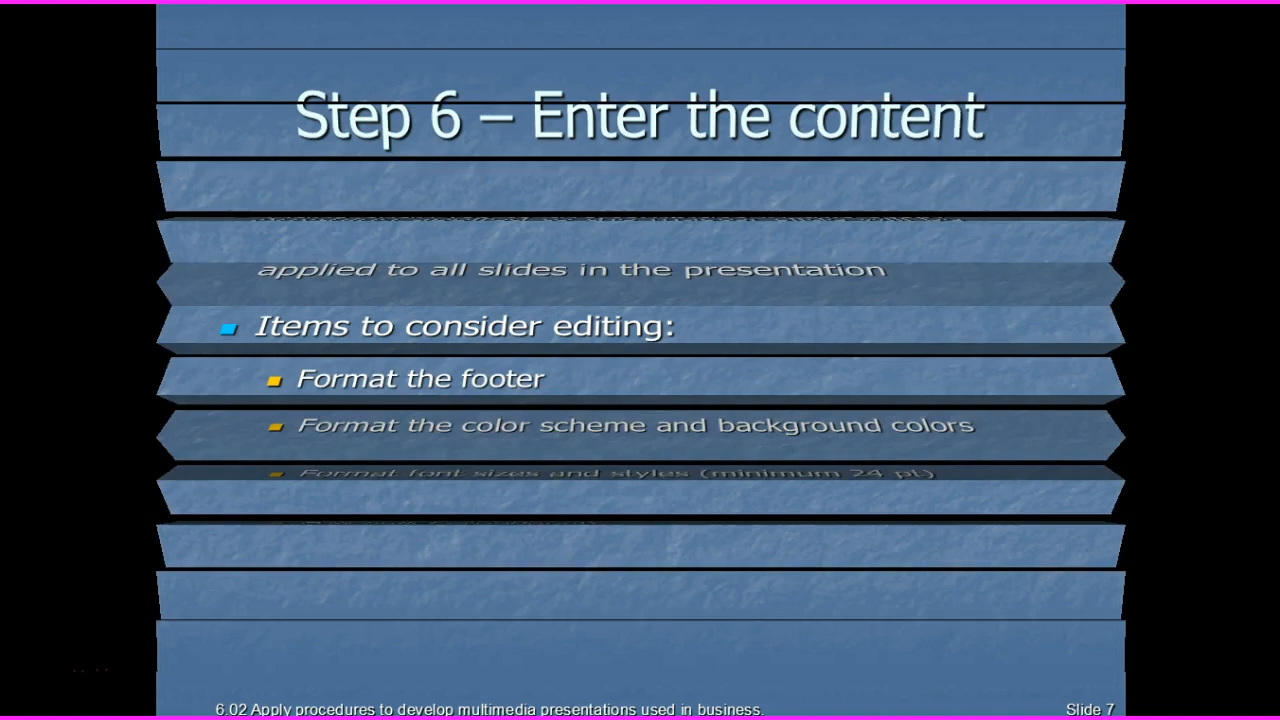 Step 6 – Enter the content
applied to all slides in the presentation
Items to consider editing:
Format the footer
Format the color scheme and background colors
Format font sizes and styles (minimum 24 pt.)
6.02 Apply procedures to develop multimedia presentations used in business.
Slide 7